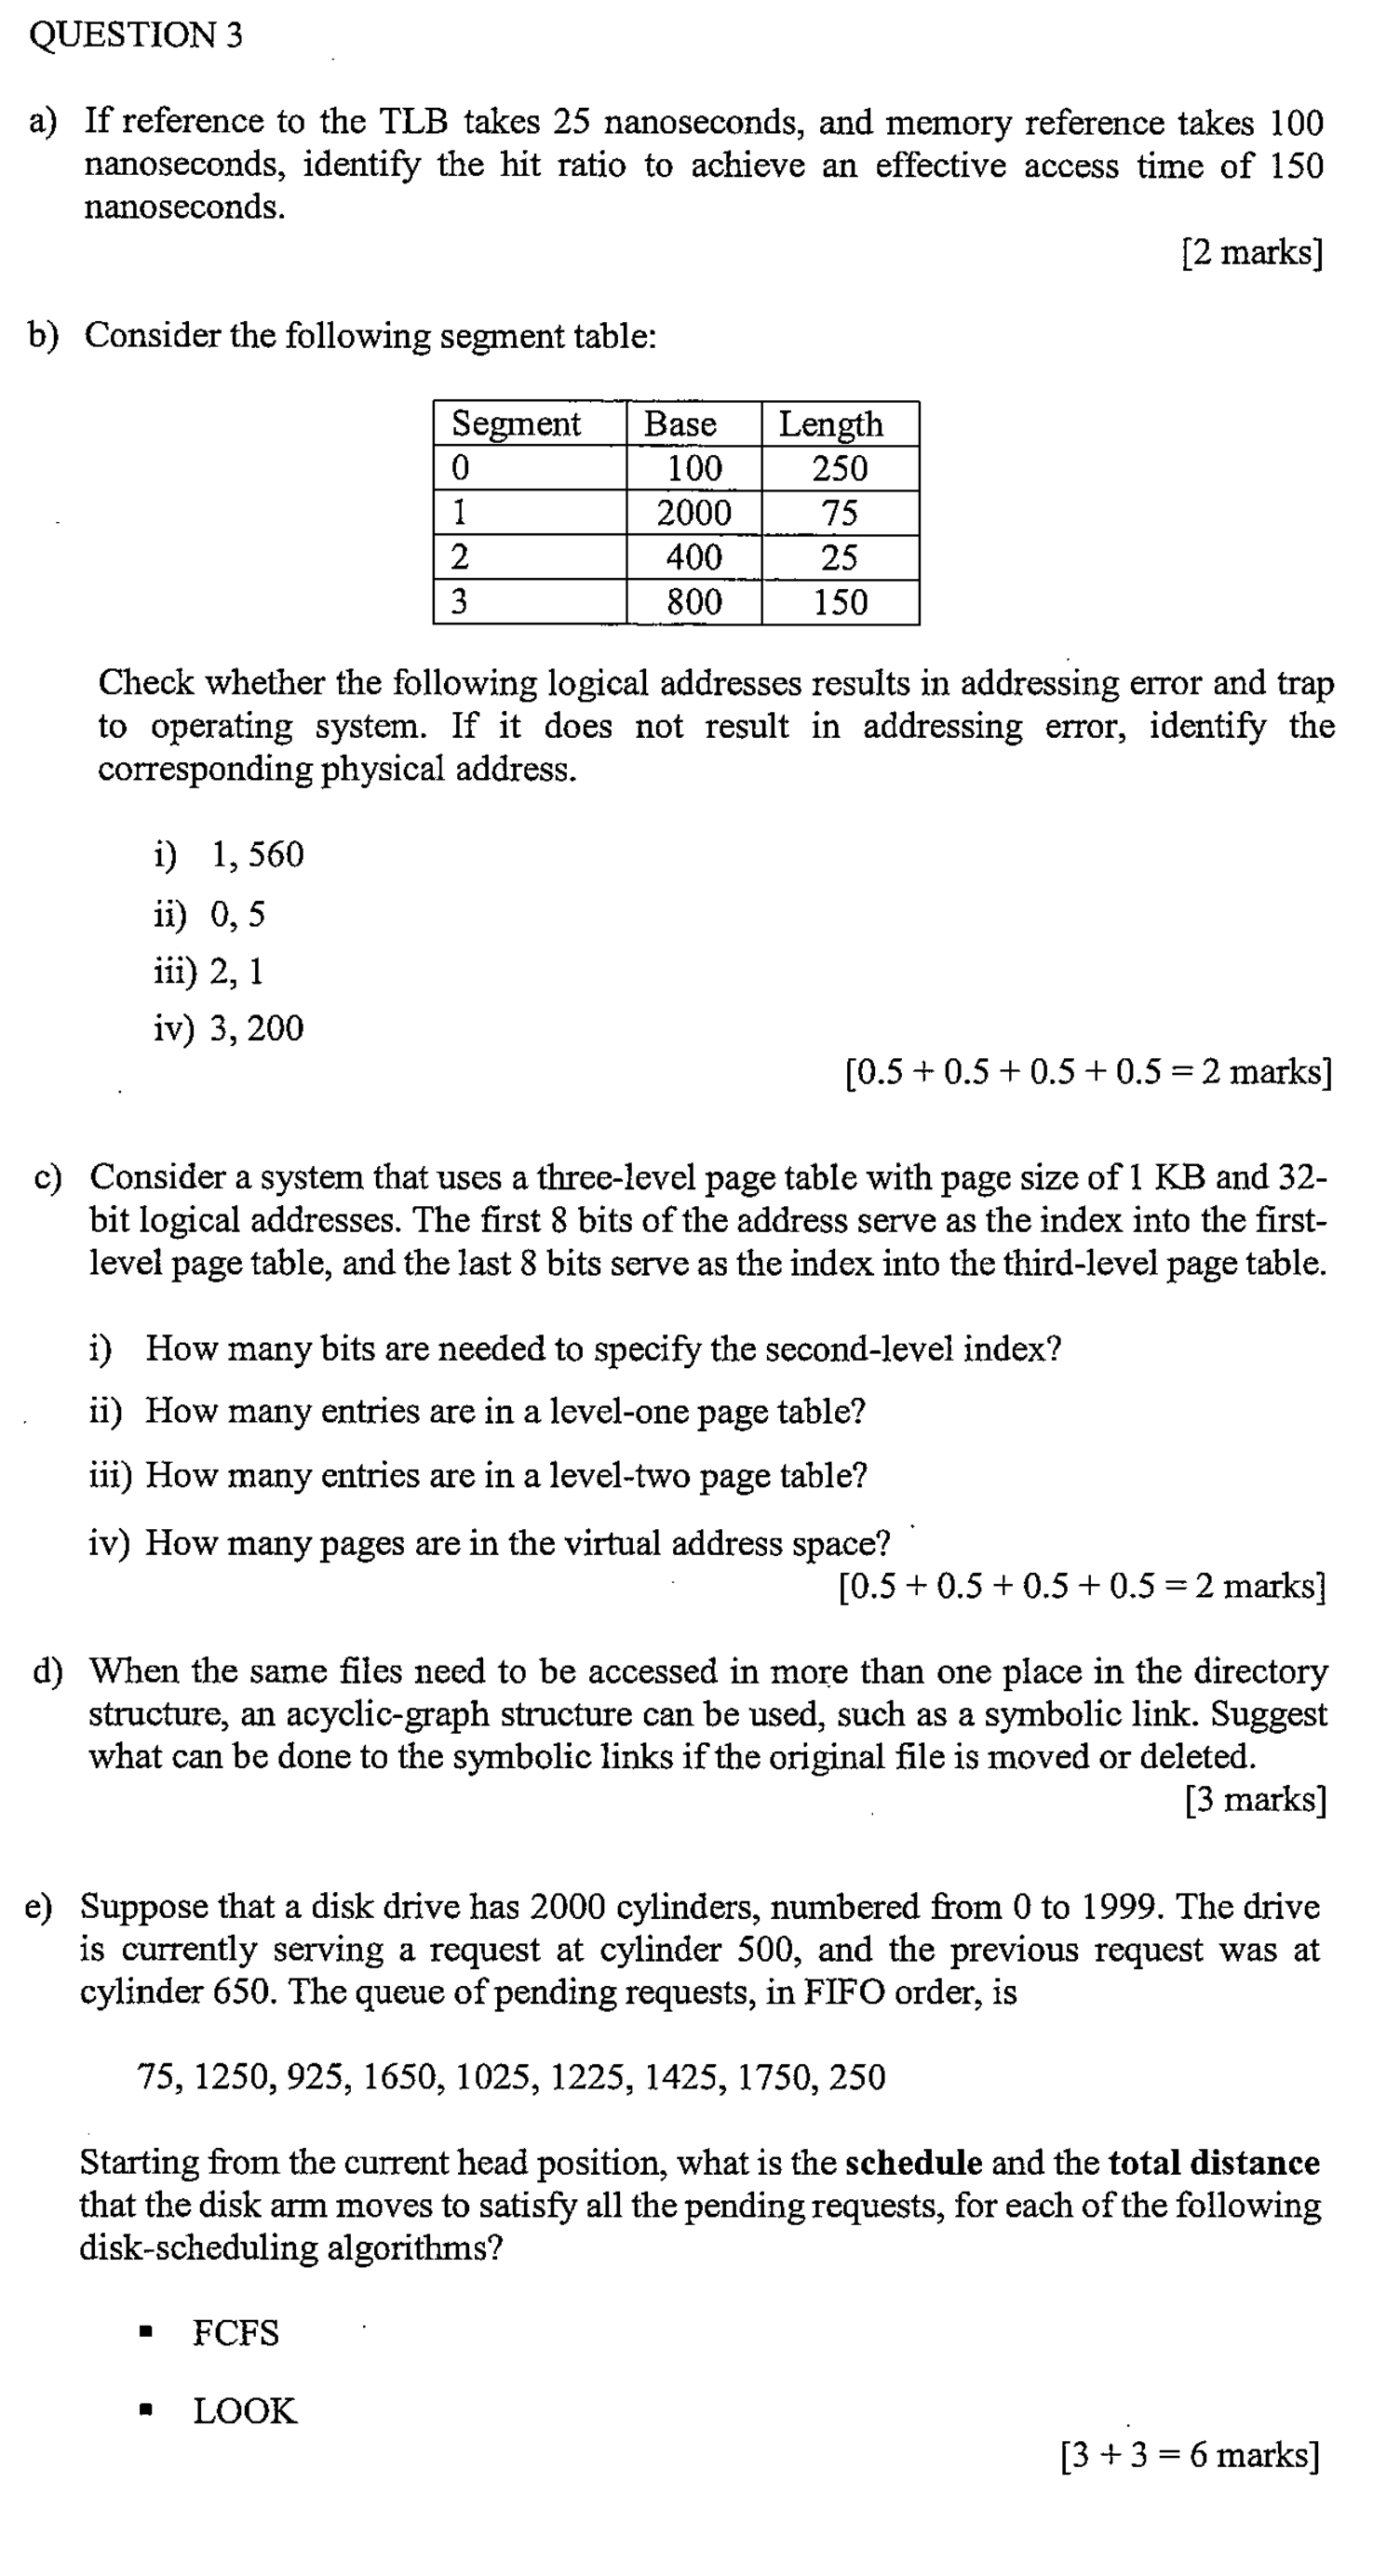 QUESTION 3
a) If reference to the TLB takes 25 nanoseconds, and memory reference takes 100
nanoseconds, identify the hit ratio to achieve an effective access time of 150
nanoseconds.
[2 marks]
b) Consider the following segment table:
Segment Base Length
0 100 250
1 2000 75
2 400 25
3 800 150
Check whether the following logical addresses results in addressing error and trap
to operating system. If it does not result in addressing error, identify the
corresponding physical address.
i) 1, 560
ii) 0, 5
iii) 2, 1
iv) 3, 200
[0.5 + 0.5 + 0.5 + 0.5 = 2 marks]
c) Consider a system that uses a three-level page table with page size of 1 KB and 32-
bit logical addresses. The first 8 bits of the address serve as the index into the first-
level page table, and the last 8 bits serve as the index into the third-level page table.
i) How many bits are needed to specify the second-level index?
ii) How many entries are in a level-one page table?
iii) How many entries are in a level-two page table?
iv) How many pages are in the virtual address space?
[0.5 + 0.5 + 0.5 + 0.5 = 2 marks]
d) When the same files need to be accessed in more than one place in the directory
structure, an acyclic-graph structure can be used, such as a symbolic link. Suggest
what can be done to the symbolic links if the original file is moved or deleted.
[3 marks]
e) Suppose that a disk drive has 2000 cylinders, numbered from 0 to 1999. The drive
is currently serving a request at cylinder 500, and the previous request was at
cylinder 650. The queue of pending requests, in FIFO order, is
75, 1250, 925, 1650, 1025, 1225, 1425, 1750, 250
Starting from the current head position, what is the schedule and the total distance
that the disk arm moves to satisfy all the pending requests, for each of the following
disk-scheduling algorithms?
▪ FCFS
▪ LOOK
[3 + 3 = 6 marks]